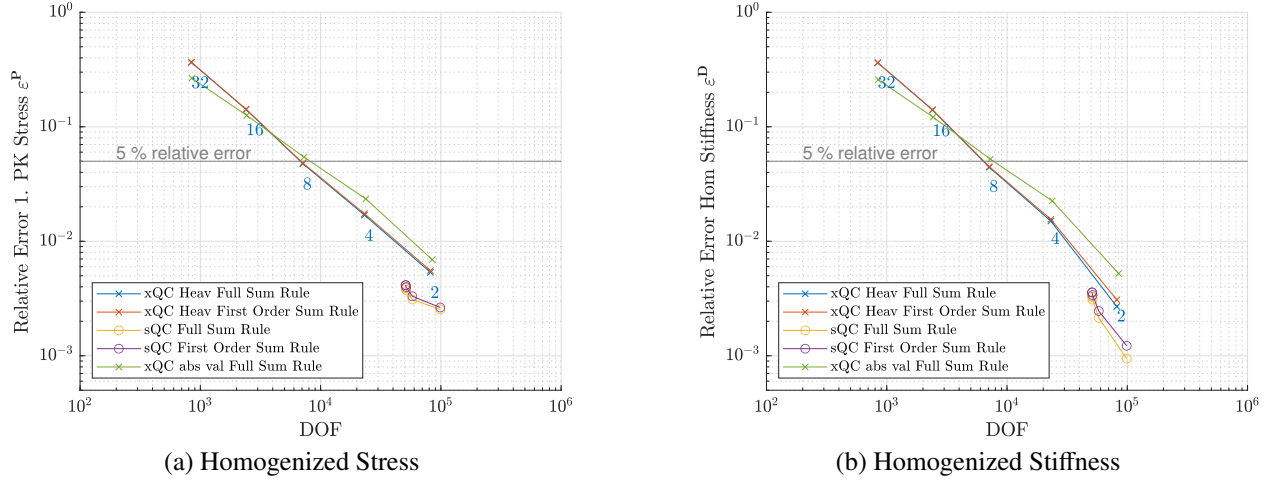 Relative Error 1. PK Stress ε^P
10^0
10^-1
10^-2
10^-3
32
16
5 % relative error
8
4
2
xQC Heav Full Sum Rule
xQC Heav First Order Sum Rule
sQC Full Sum Rule
sQC First Order Sum Rule
xQC abs val Full Sum Rule
10^2 10^3 10^4 10^5 10^6
DOF
(a) Homogenized Stress
Relative Error Hom Stiffness ε^D
10^0
10^-1
10^-2
10^-3
32
16
5 % relative error
8
4
2
xQC Heav Full Sum Rule
xQC Heav First Order Sum Rule
sQC Full Sum Rule
sQC First Order Sum Rule
xQC abs val Full Sum Rule
10^2 10^3 10^4 10^5 10^6
DOF
(b) Homogenized Stiffness